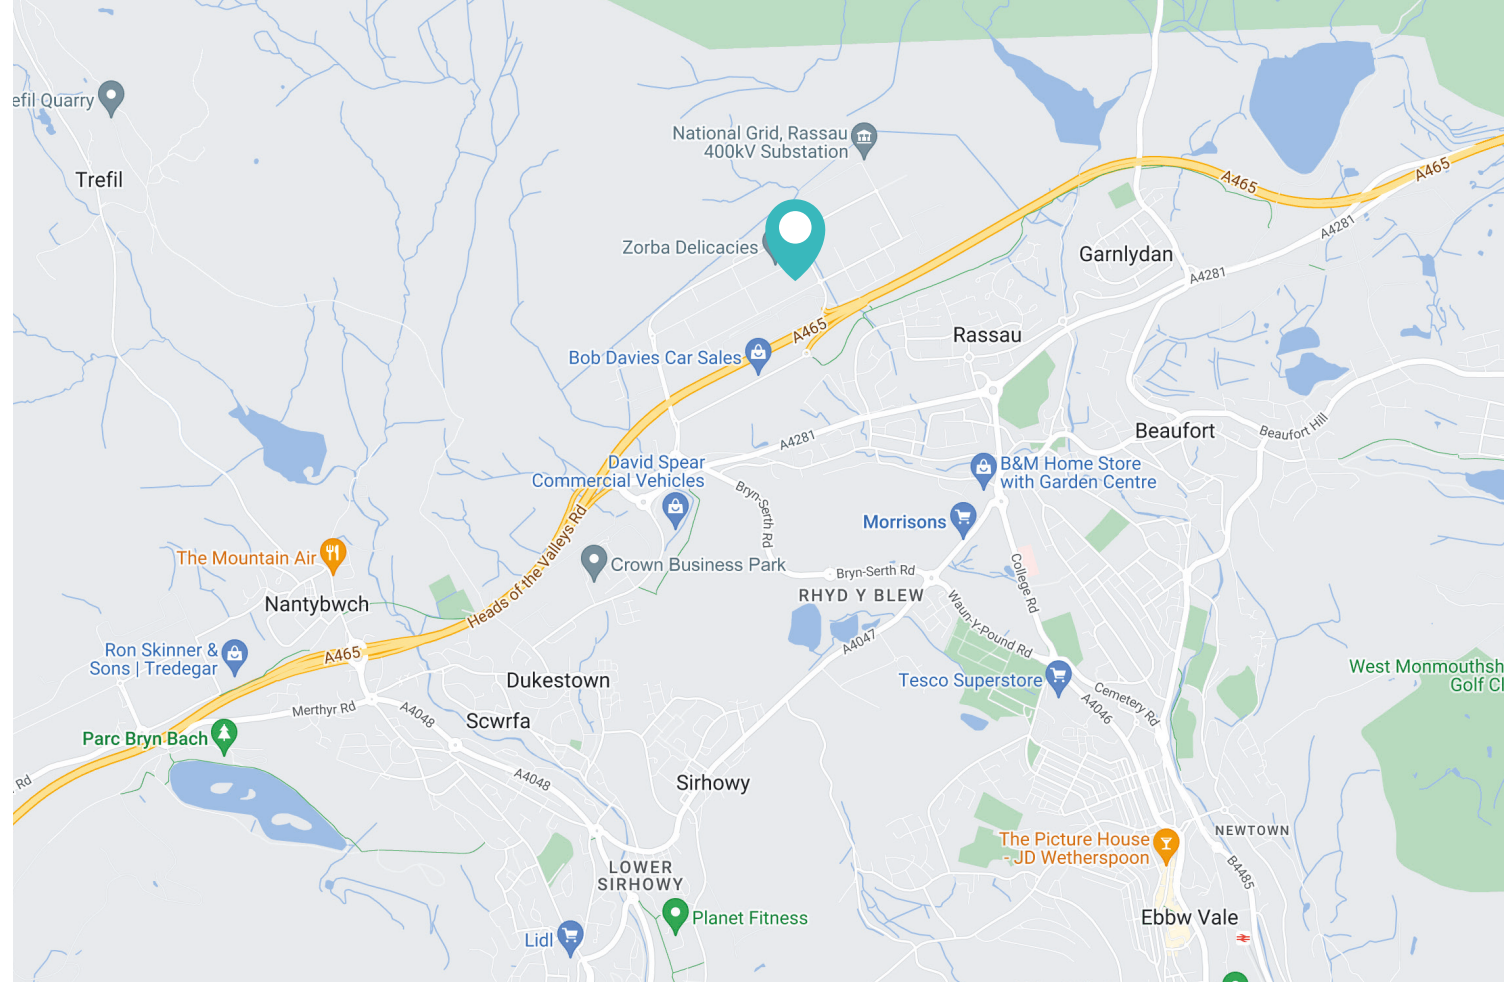 National Grid, Rassau
400kV Substation
efil Quarry
Trefil
A465
A465
A4281
Zorba Delicacies
Garnlydan
A4281
A465
Rassau
Bob Davies Car Sales
Beaufort Hill
Beaufort
A4281
David Spear
Commercial Vehicles
B&M Home Store
with Garden Centre
Bryn-Serth Rd
Morrisons
Heads of the Valleys Rd
The Mountain Air
Crown Business Park
Bryn-Serth Rd
College Rd
RHYD Y BLEW
Nantybwch
Waun-Y-Pound Rd
A4047
Ron Skinner &
Sons | Tredegar
A465
West Monmouthsh
Golf Cl
Dukestown
Tesco Superstore
Cemetery Rd
A4046
Merthyr Rd
A4048
Scwrfa
Parc Bryn Bach
Rd
A4048
Sirhowy
NEWTOWN
The Picture House
- JD Wetherspoon
B4485
LOWER
SIRHOWY
Planet Fitness
Ebbw Vale
Lidl